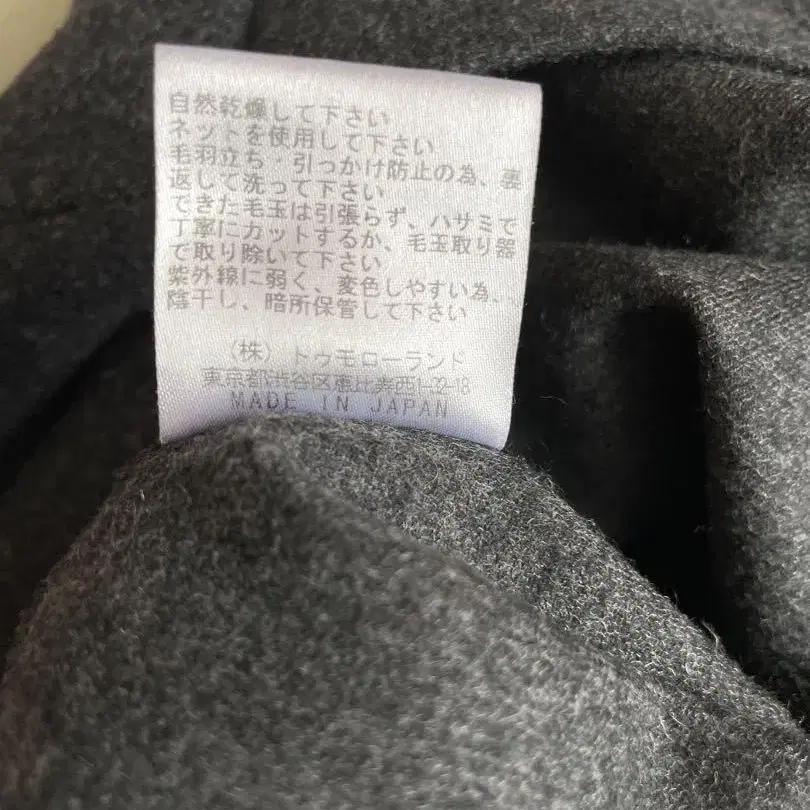 自然乾燥して下さい
ネットを使用して下さい
毛羽立ち・引っかけ防止の為、裏
返して洗って下さい
できた毛玉は引張らず、ハサミで
丁寧にカットするか、毛玉取り器
で取り除いて下さい
紫外線に弱く、変色しやすい為、
陰干し、暗所保管して下さい
(株) トゥモローランド
東京都渋谷区恵比寿西1-32-18
MADE IN JAPAN